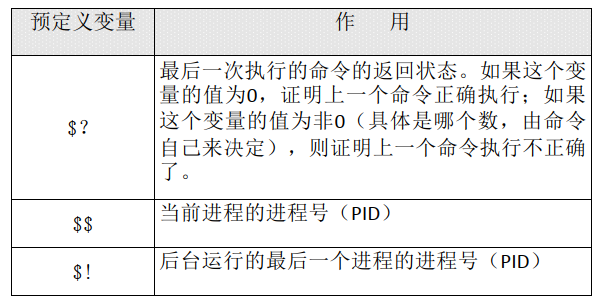 预定义变量 作 用
$?
最后一次执行的命令的返回状态。如果这个变
量的值为0，证明上一个命令正确执行；如果
这个变量的值为非0（具体是哪个数，由命令
自己来决定），则证明上一个命令执行不正确
了。
$$
当前进程的进程号（PID）
$!
后台运行的最后一个进程的进程号（PID）